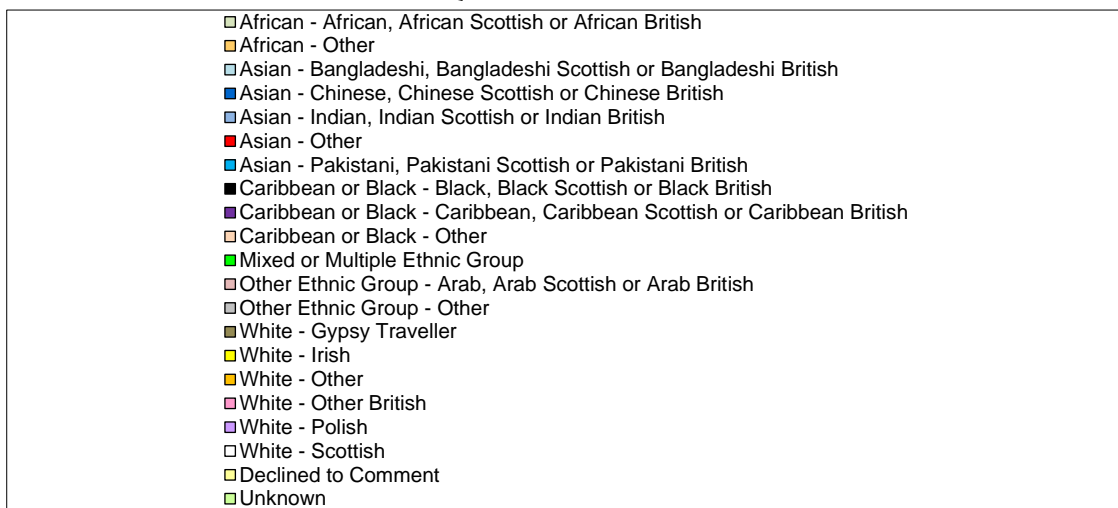 African - African, African Scottish or African British
African - Other
Asian - Bangladeshi, Bangladeshi Scottish or Bangladeshi British
Asian - Chinese, Chinese Scottish or Chinese British
Asian - Indian, Indian Scottish or Indian British
Asian - Other
Asian - Pakistani, Pakistani Scottish or Pakistani British
Caribbean or Black - Black, Black Scottish or Black British
Caribbean or Black - Caribbean, Caribbean Scottish or Caribbean British
Caribbean or Black - Other
Mixed or Multiple Ethnic Group
Other Ethnic Group - Arab, Arab Scottish or Arab British
Other Ethnic Group - Other
White - Gypsy Traveller
White - Irish
White - Other
White - Other British
White - Polish
White - Scottish
Declined to Comment
Unknown